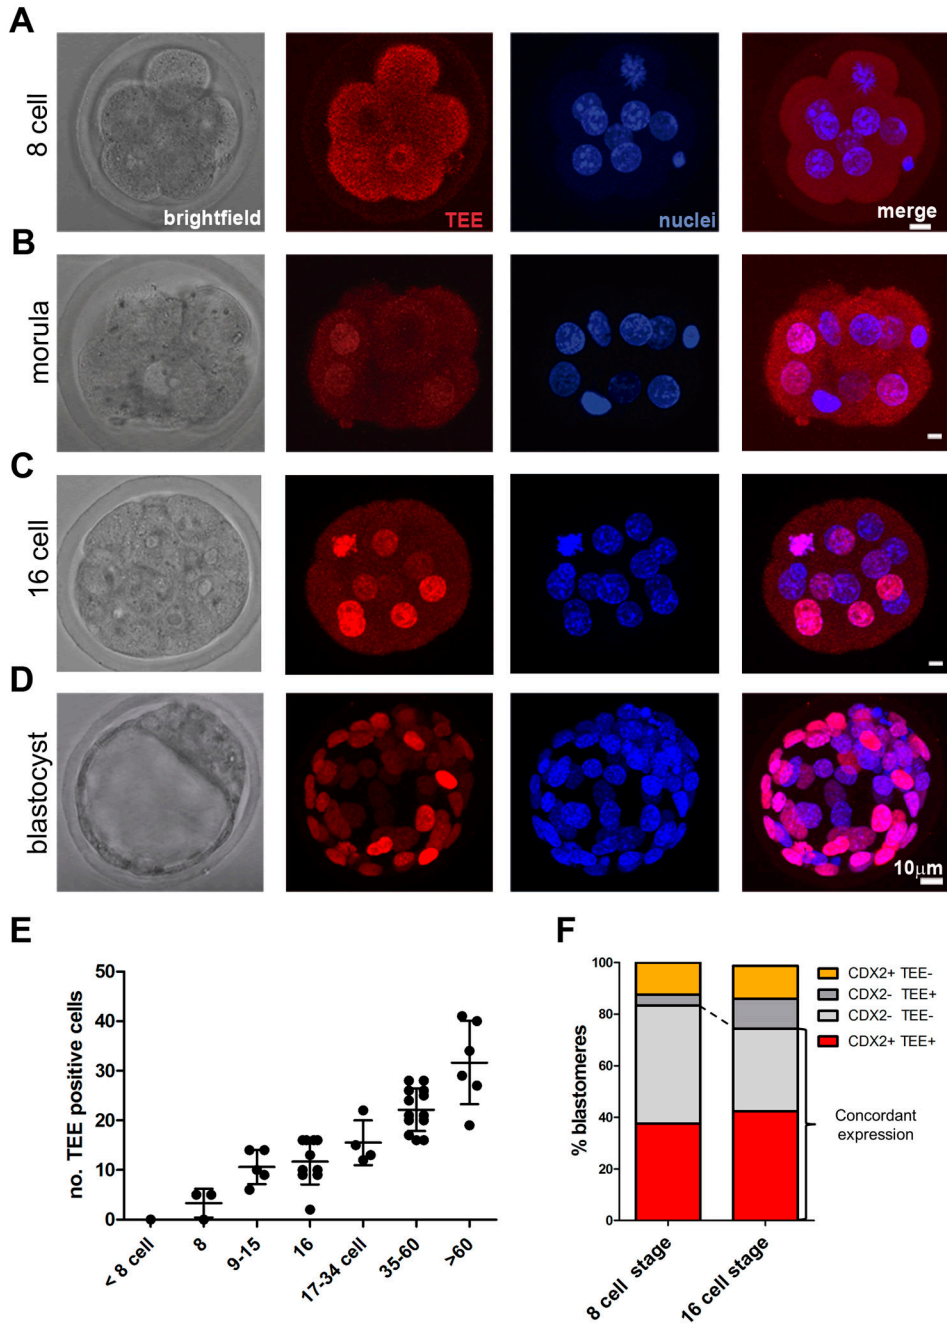 A
8 cell
brightfield
TEE
nuclei
merge
B
morula
C
16 cell
D
blastocyst
10μm
E
no. TEE positive cells
50
40
30
20
10
0
< 8 cell
8
9-15
16
17-34 cell
35-60
>60
F
% blastomeres
100
80
60
40
20
0
8 cell stage
16 cell stage
CDX2+ TEE-
CDX2- TEE+
CDX2- TEE-
CDX2+ TEE+
Concordant
expression